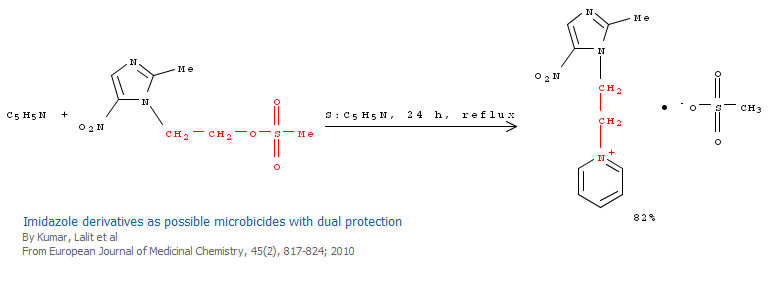 N
Me
N
O2N
C5H5N + CH2 CH2 O S Me
O
O
S:C5H5N, 24 h, reflux
N
Me
N
O2N
CH2
CH2
N+
• - O S CH3
O
O
82%
Imidazole derivatives as possible microbicides with dual protection
By Kumar, Lalit et al
From European Journal of Medicinal Chemistry, 45(2), 817-824; 2010